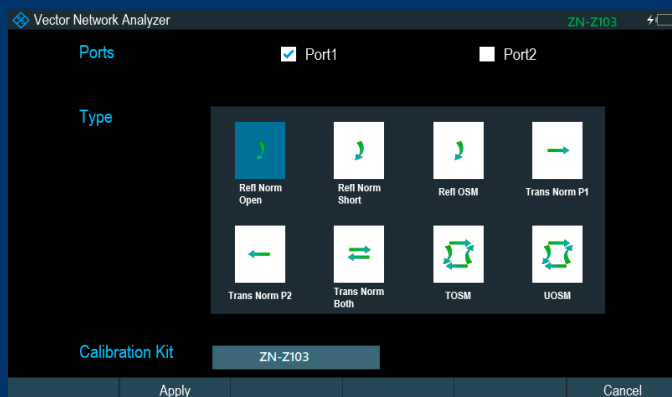 Vector Network Analyzer ZN-Z103
Ports Port1 Port2
Type
Refl Norm Open
Refl Norm Short
Refl OSM
Trans Norm P1
Trans Norm P2
Trans Norm Both
TOSM
UOSM
Calibration Kit ZN-Z103
Apply Cancel